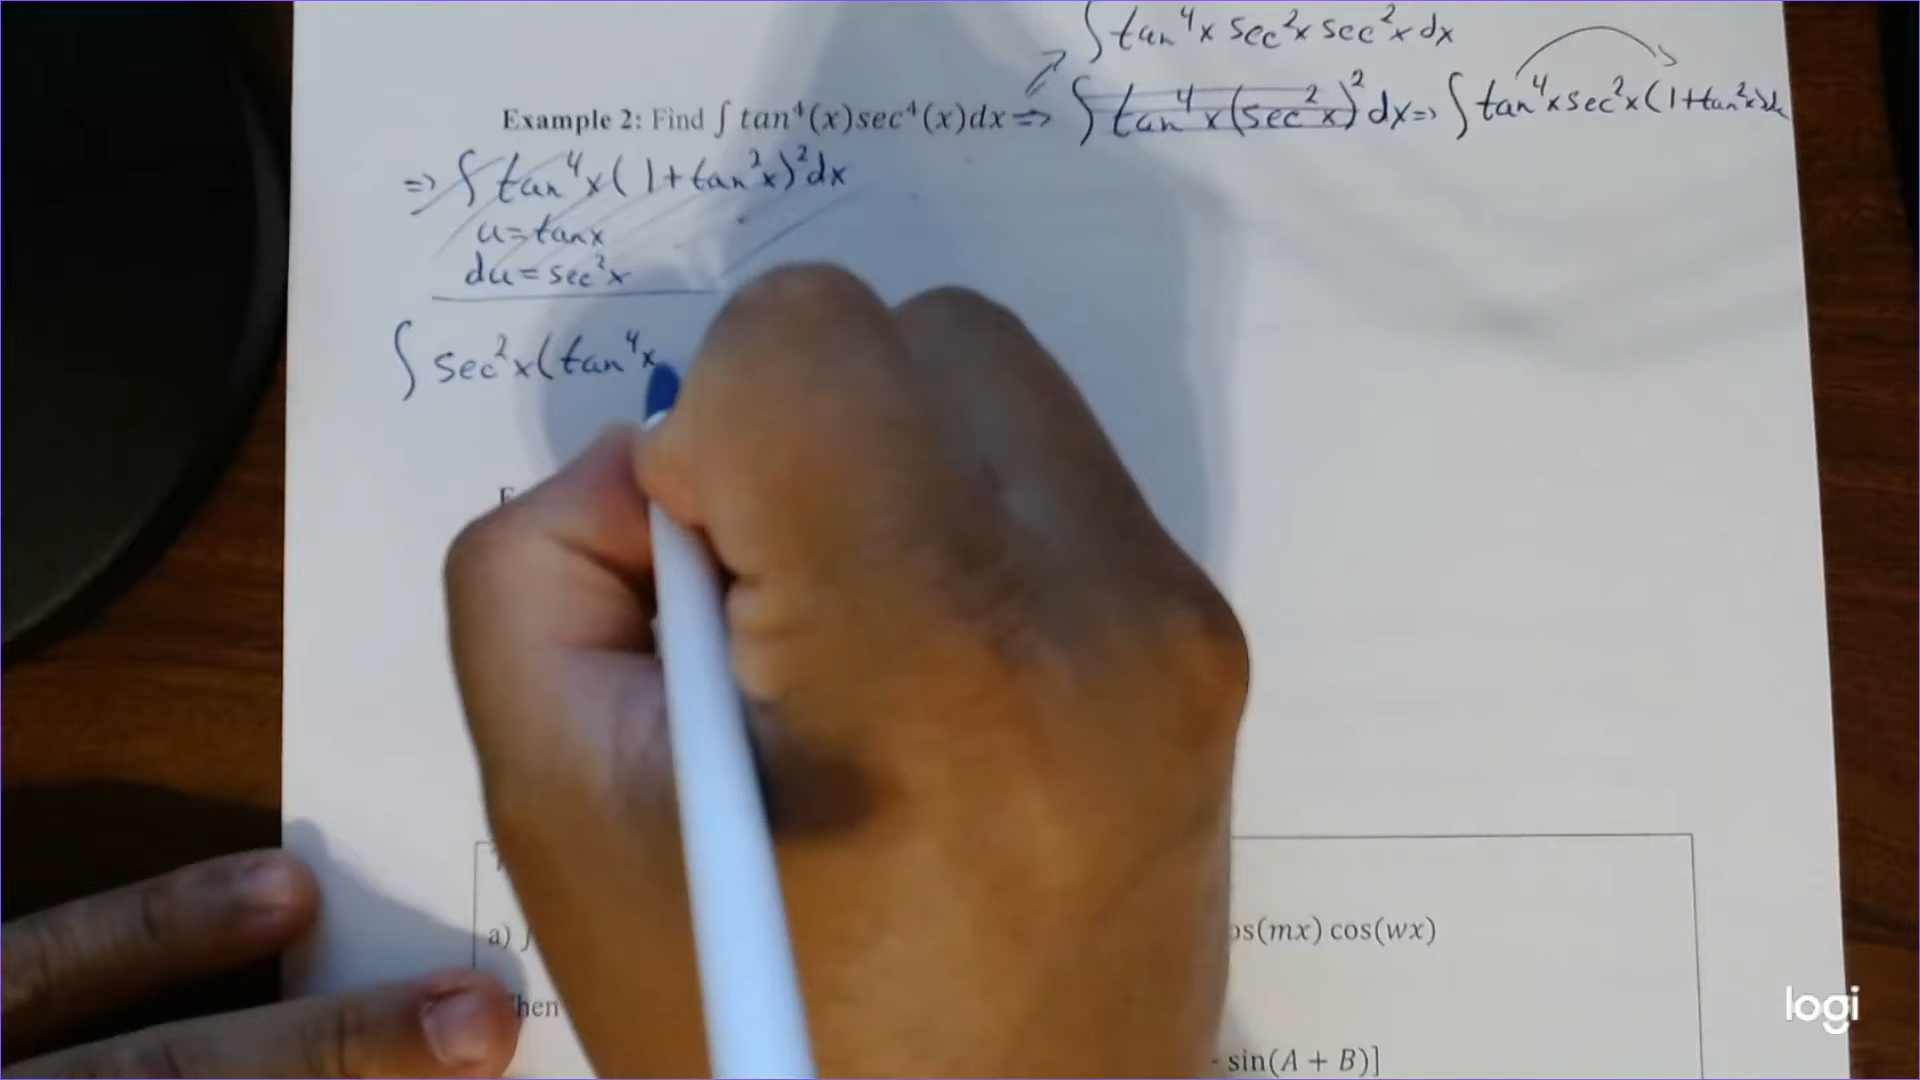 ∫ tan⁴x sec²x sec²x dx
Example 2: Find ∫ tan⁴(x)sec⁴(x)dx => ∫ tan⁴x (sec²x)² dx => ∫ tan⁴x sec²x (1+tan²x)dx
=> ∫ tan⁴x (1+tan²x)² dx
u=tanx
du=sec²x
∫ sec²x(tan⁴x
a) ∫
os(mx) cos(wx)
hen
- sin(A + B)]
logi